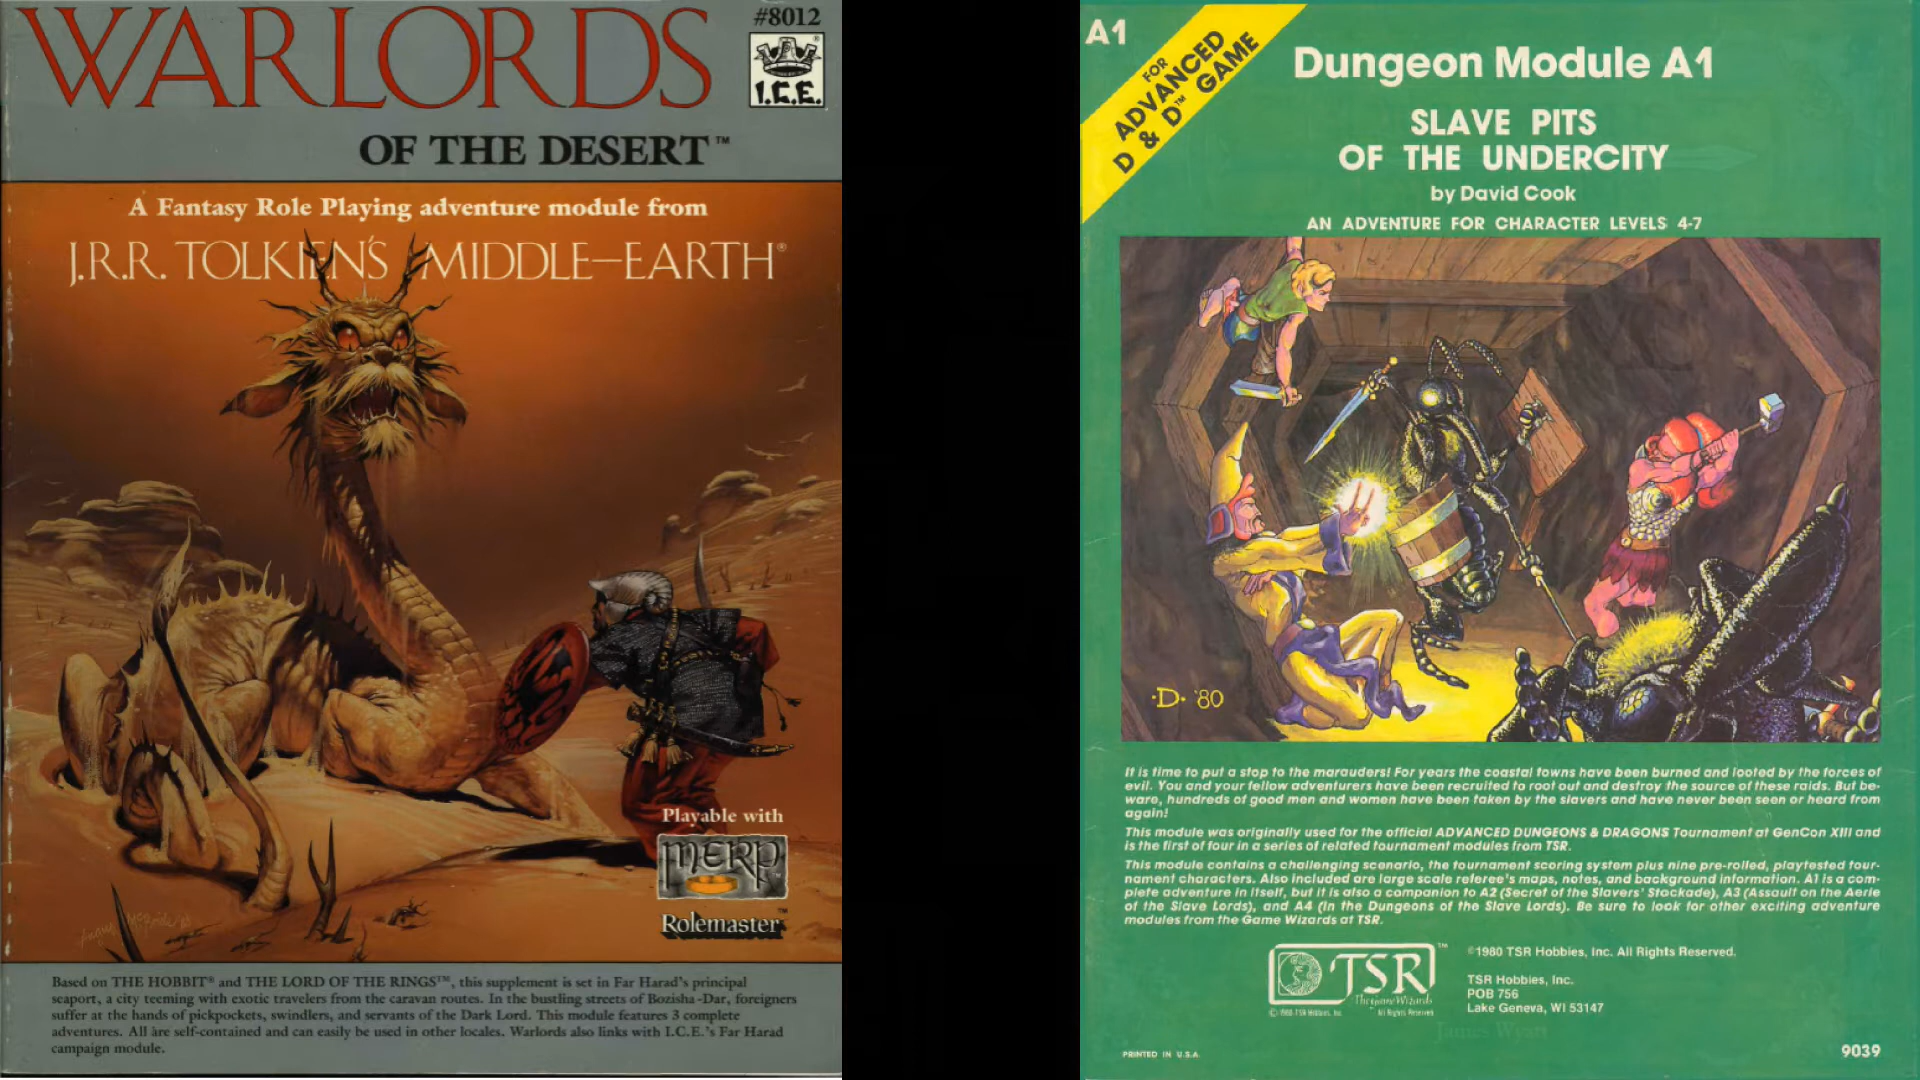 WARLORDS
#8012
I.C.E.®
OF THE DESERT™
A Fantasy Role Playing adventure module from
J.R.R. TOLKIEN'S MIDDLE-EARTH®
Playable with
MERP™
Rolemaster™
Based on THE HOBBIT® and THE LORD OF THE RINGS™, this supplement is set in Far Harad's principal
seaport, a city teeming with exotic travelers from the caravan routes. In the bustling streets of Bozisha-Dar, foreigners
suffer at the hands of pickpockets, swindlers, and servants of the Dark Lord. This module features 3 complete
adventures. All are self-contained and can easily be used in other locales. Warlords also links with I.C.E.'s Far Harad
campaign module.
A1
FOR
ADVANCED
D & D™ GAME
Dungeon Module A1
SLAVE PITS
OF THE UNDERCITY
by David Cook
AN ADVENTURE FOR CHARACTER LEVELS 4-7
·D· '80
It is time to put a stop to the marauders! For years the coastal towns have been burned and looted by the forces of
evil. You and your fellow adventurers have been recruited to root out and destroy the source of these raids. But be-
ware, hundreds of good men and women have been taken by the slavers and have never been seen or heard from
again!
This module was originally used for the official ADVANCED DUNGEONS & DRAGONS Tournament at GenCon XIII and
is the first of four in a series of related tournament modules from TSR.
This module contains a challenging scenario, the tournament scoring system plus nine pre-rolled, playtested tour-
nament characters. Also included are large scale referee's maps, notes, and background information. A1 is a com-
plete adventure in itself, but it is also a companion to A2 (Secret of the Slavers' Stockade), A3 (Assault on the Aerie
of the Slave Lords), and A4 (In the Dungeons of the Slave Lords). Be sure to look for other exciting adventure
modules from the Game Wizards at TSR.
TSR™
The Game Wizards
© 1980 TSR Hobbies, Inc. All Rights Reserved
©1980 TSR Hobbies, Inc. All Rights Reserved.
TSR Hobbies, Inc.
POB 756
Lake Geneva, WI 53147
James Wyatt
PRINTED IN U.S.A.
9039